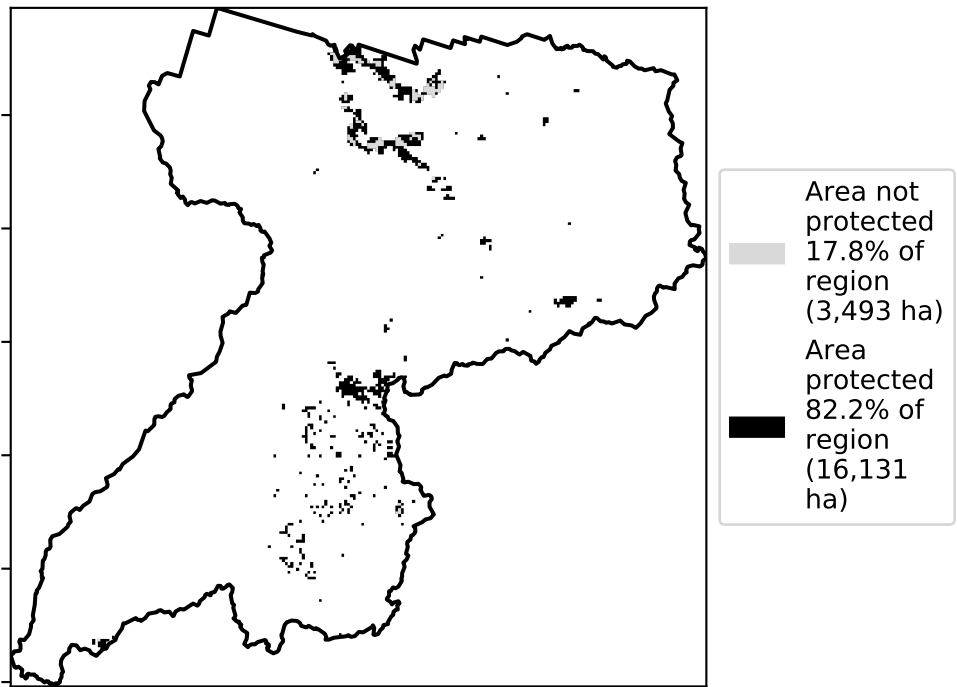 Area not
protected
17.8% of
region
(3,493 ha)
Area
protected
82.2% of
region
(16,131
ha)